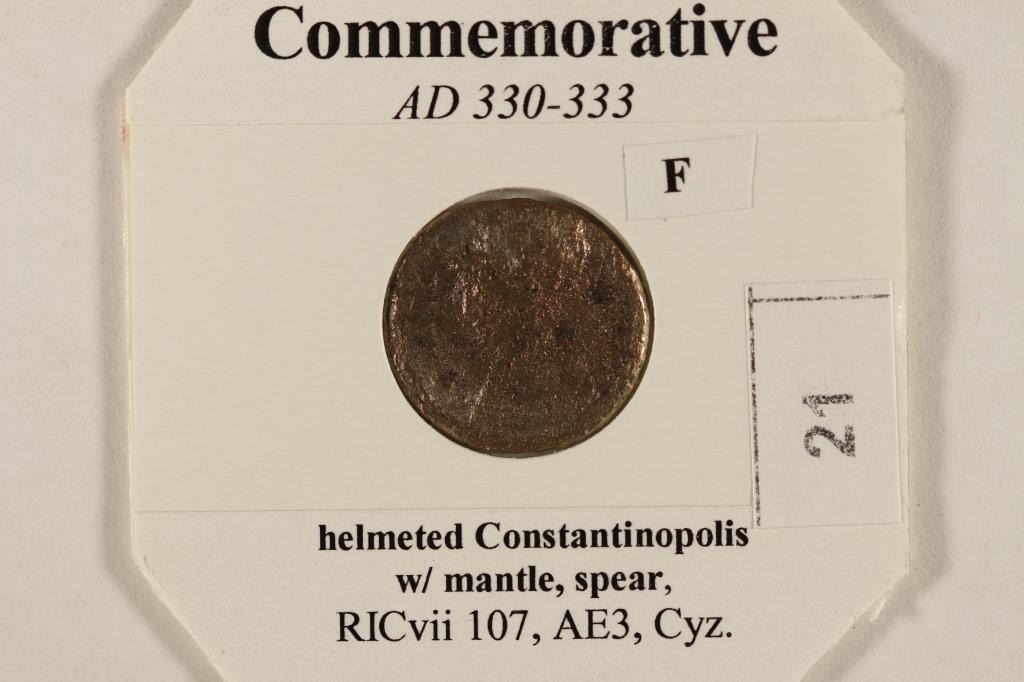 Commemorative
AD 330-333
F
21
helmeted Constantinopolis
w/ mantle, spear,
RICvii 107, AE3, Cyz.